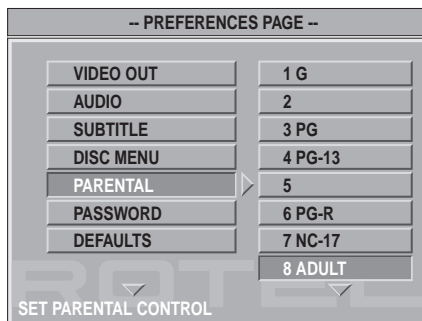 -- PREFERENCES PAGE --
VIDEO OUT
AUDIO
SUBTITLE
DISC MENU
PARENTAL
PASSWORD
DEFAULTS
1 G
2
3 PG
4 PG-13
5
6 PG-R
7 NC-17
8 ADULT
ROTEL
SET PARENTAL CONTROL